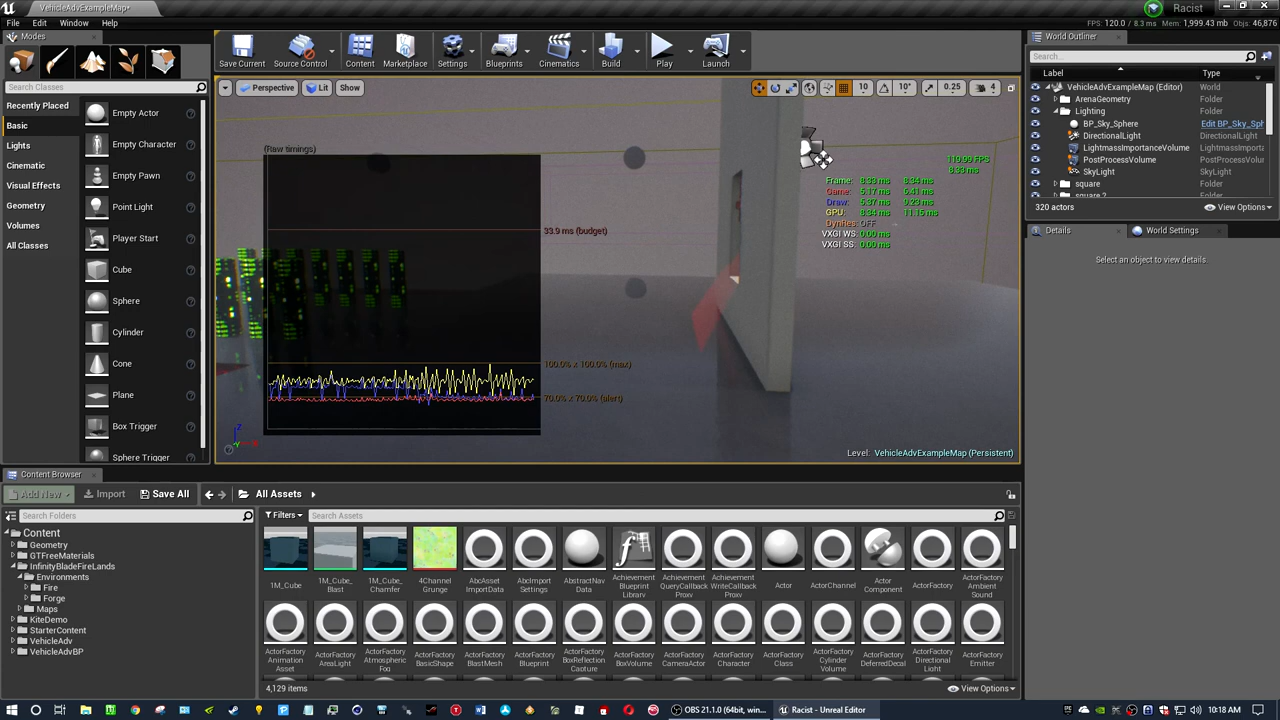 VehicleAdvExampleMap*
Racist
File Edit Window Help
FPS: 120.0 / 8.3 ms Mem: 1,999.43 mb Objs: 46,876
Modes
Search Classes
Recently Placed
Basic
Lights
Cinematic
Visual Effects
Geometry
Volumes
All Classes
Empty Actor
Empty Character
Empty Pawn
Point Light
Player Start
Cube
Sphere
Cylinder
Cone
Plane
Box Trigger
Sphere Trigger
Save Current
Source Control
Content
Marketplace
Settings
Blueprints
Cinematics
Build
Play
Launch
Perspective
Lit
Show
10
10°
0.25
4
(Raw timings)
33.9 ms (budget)
100.0% x 100.0% (max)
70.0% x 70.0% (alert)
119.99 FPS
8.33 ms
Frame: 8.33 ms 8.34 ms
Game: 5.17 ms 6.41 ms
Draw: 5.37 ms 9.23 ms
GPU: 8.34 ms 11.15 ms
DynRes: OFF
VXGI WS: 0.00 ms
VXGI SS: 0.00 ms
Level: VehicleAdvExampleMap (Persistent)
World Outliner
Search...
Label Type
VehicleAdvExampleMap (Editor) World
ArenaGeometry Folder
Lighting Folder
BP_Sky_Sphere Edit BP_Sky_Sph
DirectionalLight DirectionalLight
LightmassImportanceVolume LightmassImporta
PostProcessVolume PostProcessVolum
SkyLight SkyLight
square Folder
square 2 Folder
320 actors
View Options
Details
World Settings
Select an object to view details.
Content Browser
Add New
Import
Save All
All Assets
Search Folders
Filters
Search Assets
Content
Geometry
GTFreeMaterials
InfinityBladeFireLands
Environments
Fire
Forge
Maps
KiteDemo
StarterContent
VehicleAdv
VehicleAdvBP
1M_Cube
1M_Cube_
Blast
1M_Cube_
Chamfer
4Channel
Grunge
AbcAsset
ImportData
AbcImport
Settings
AbstractNav
Data
Achievement
Blueprint
Library
Achievement
QueryCallback
Proxy
Achievement
WriteCallback
Proxy
Actor
ActorChannel
Actor
Component
ActorFactory
ActorFactory
Ambient
Sound
ActorFactory
Animation
Asset
ActorFactory
AreaLight
ActorFactory
Atmospheric
Fog
ActorFactory
BasicShape
ActorFactory
BlastMesh
ActorFactory
Blueprint
ActorFactory
BoxReflection
Capture
ActorFactory
BoxVolume
ActorFactory
CameraActor
ActorFactory
Character
ActorFactory
Class
ActorFactory
Cylinder
Volume
ActorFactory
DeferredDecal
ActorFactory
Directional
Light
ActorFactory
Emitter
4,129 items
View Options
OBS 21.1.0 (64bit, win...
Racist - Unreal Editor
10:18 AM